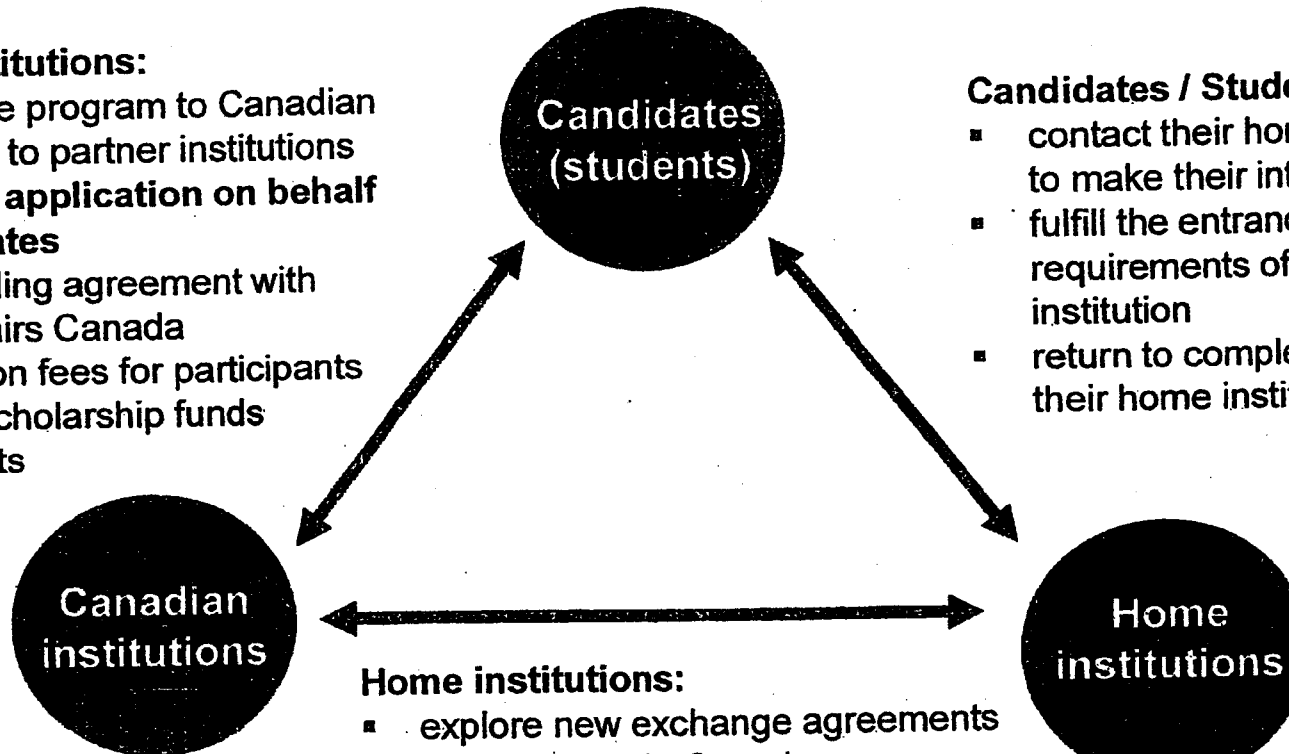 titutions:
e program to Canadian
to partner institutions
application on behalf
ates
ling agreement with
airs Canada
on fees for participants
cholarship funds
ts
Candidates
(students)
Candidates / Stude
▪ contact their hor
to make their int
▪ fulfill the entranc
requirements of
institution
▪ return to comple
their home instit
Canadian
institutions
Home
institutions
Home institutions:
▪ explore new exchange agreements